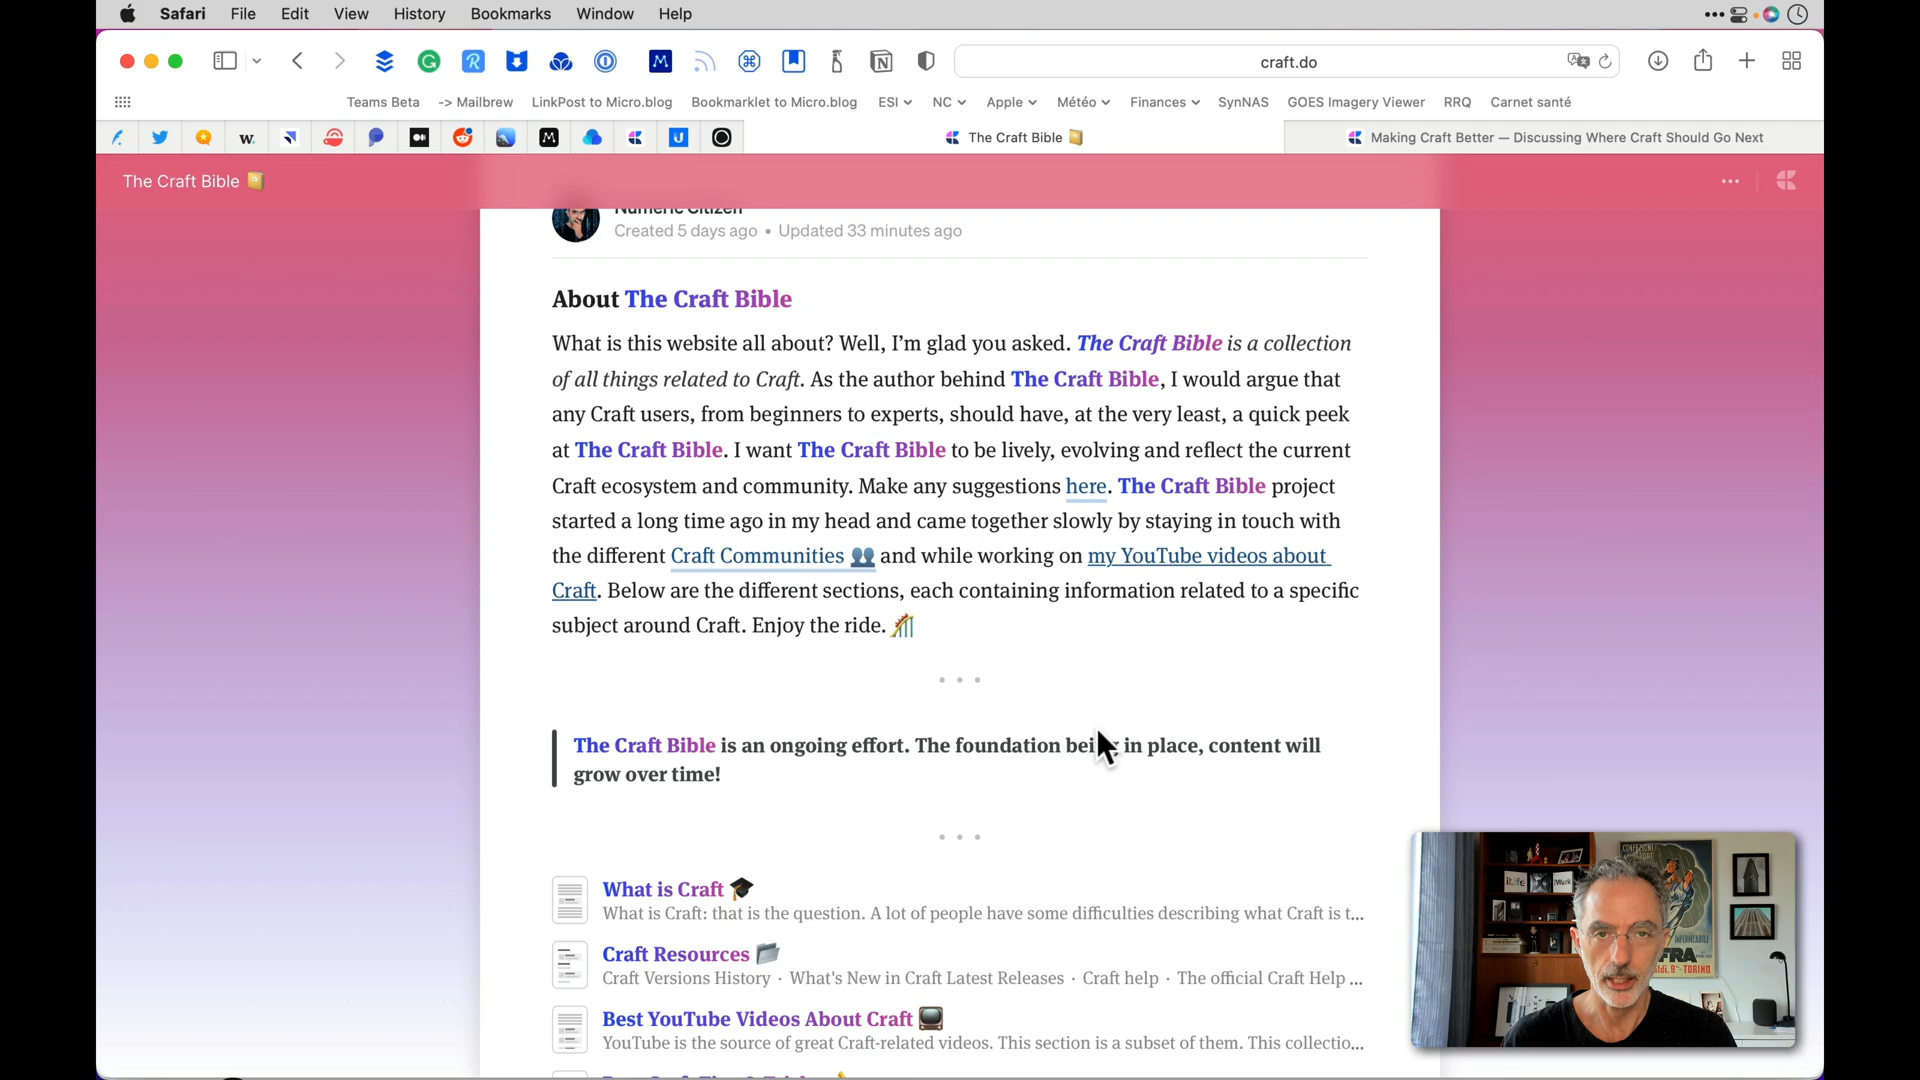 Safari File Edit View History Bookmarks Window Help
craft.do
Teams Beta -> Mailbrew LinkPost to Micro.blog Bookmarklet to Micro.blog ESI NC Apple Météo Finances SynNAS GOES Imagery Viewer RRQ Carnet santé
The Craft Bible
Making Craft Better — Discussing Where Craft Should Go Next
The Craft Bible
Numeric Citizen
Created 5 days ago • Updated 33 minutes ago
About The Craft Bible
What is this website all about? Well, I’m glad you asked. The Craft Bible is a collection
of all things related to Craft. As the author behind The Craft Bible, I would argue that
any Craft users, from beginners to experts, should have, at the very least, a quick peek
at The Craft Bible. I want The Craft Bible to be lively, evolving and reflect the current
Craft ecosystem and community. Make any suggestions here. The Craft Bible project
started a long time ago in my head and came together slowly by staying in touch with
the different Craft Communities 👥 and while working on my YouTube videos about
Craft. Below are the different sections, each containing information related to a specific
subject around Craft. Enjoy the ride. 🎢
The Craft Bible is an ongoing effort. The foundation being in place, content will
grow over time!
What is Craft 🎓
What is Craft: that is the question. A lot of people have some difficulties describing what Craft is t...
Craft Resources 📂
Craft Versions History · What's New in Craft Latest Releases · Craft help · The official Craft Help ...
Best YouTube Videos About Craft 📺
YouTube is the source of great Craft-related videos. This section is a subset of them. This collectio...
iLife
iWork